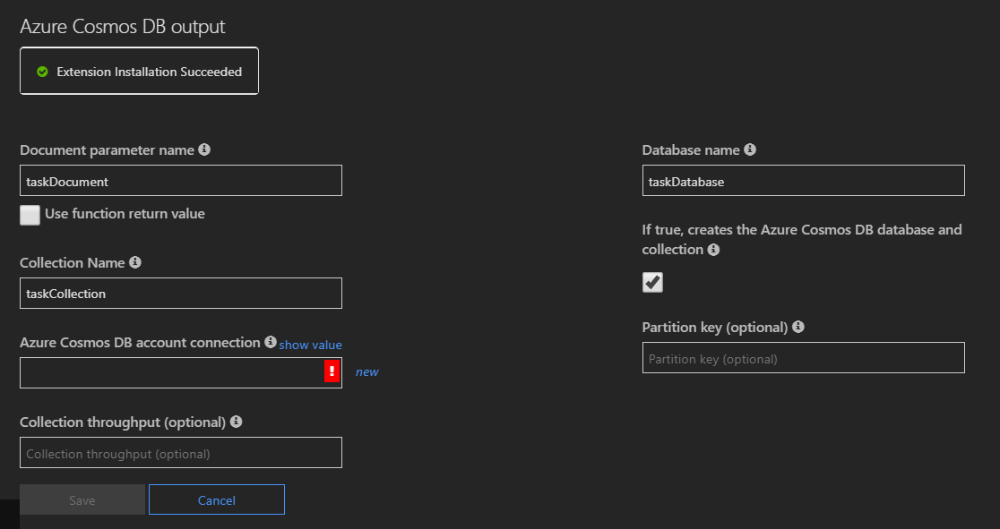 Azure Cosmos DB output
Extension Installation Succeeded
Document parameter name
taskDocument
Use function return value
Collection Name
taskCollection
Azure Cosmos DB account connection show value
! new
Collection throughput (optional)
Collection throughput (optional)
Save Cancel
Database name
taskDatabase
If true, creates the Azure Cosmos DB database and
collection
Partition key (optional)
Partition key (optional)